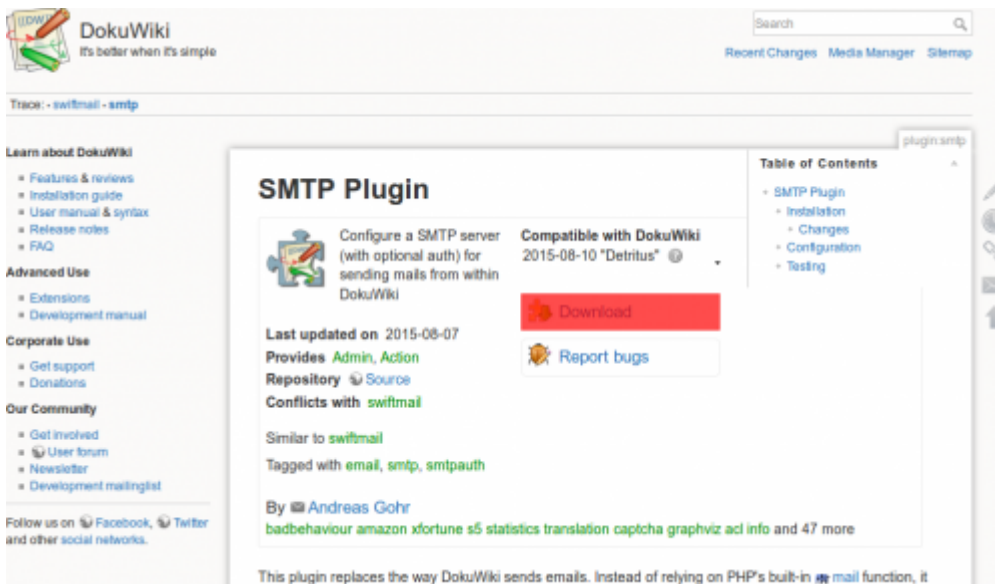 DokuWiki
It's better when it's simple
Search
Recent Changes Media Manager Sitemap
Trace: • swiftmail • smtp
plugin:smtp
Learn about DokuWiki
Features & reviews
Installation guide
User manual & syntax
Release notes
FAQ
Advanced Use
Extensions
Development manual
Corporate Use
Get support
Donations
Our Community
Get involved
User forum
Newsletter
Development mailinglist
Follow us on Facebook, Twitter
and other social networks.
SMTP Plugin
Configure a SMTP server
(with optional auth) for
sending mails from within
DokuWiki
Compatible with DokuWiki
2015-08-10 "Detritus"
Download
Report bugs
Last updated on 2015-08-07
Provides Admin, Action
Repository Source
Conflicts with swiftmail
Similar to swiftmail
Tagged with email, smtp, smtpauth
By Andreas Gohr
badbehaviour amazon xfortune s5 statistics translation captcha graphviz acl info and 47 more
Table of Contents
SMTP Plugin
Installation
Changes
Configuration
Testing
This plugin replaces the way DokuWiki sends emails. Instead of relying on PHP's built-in mail function, it